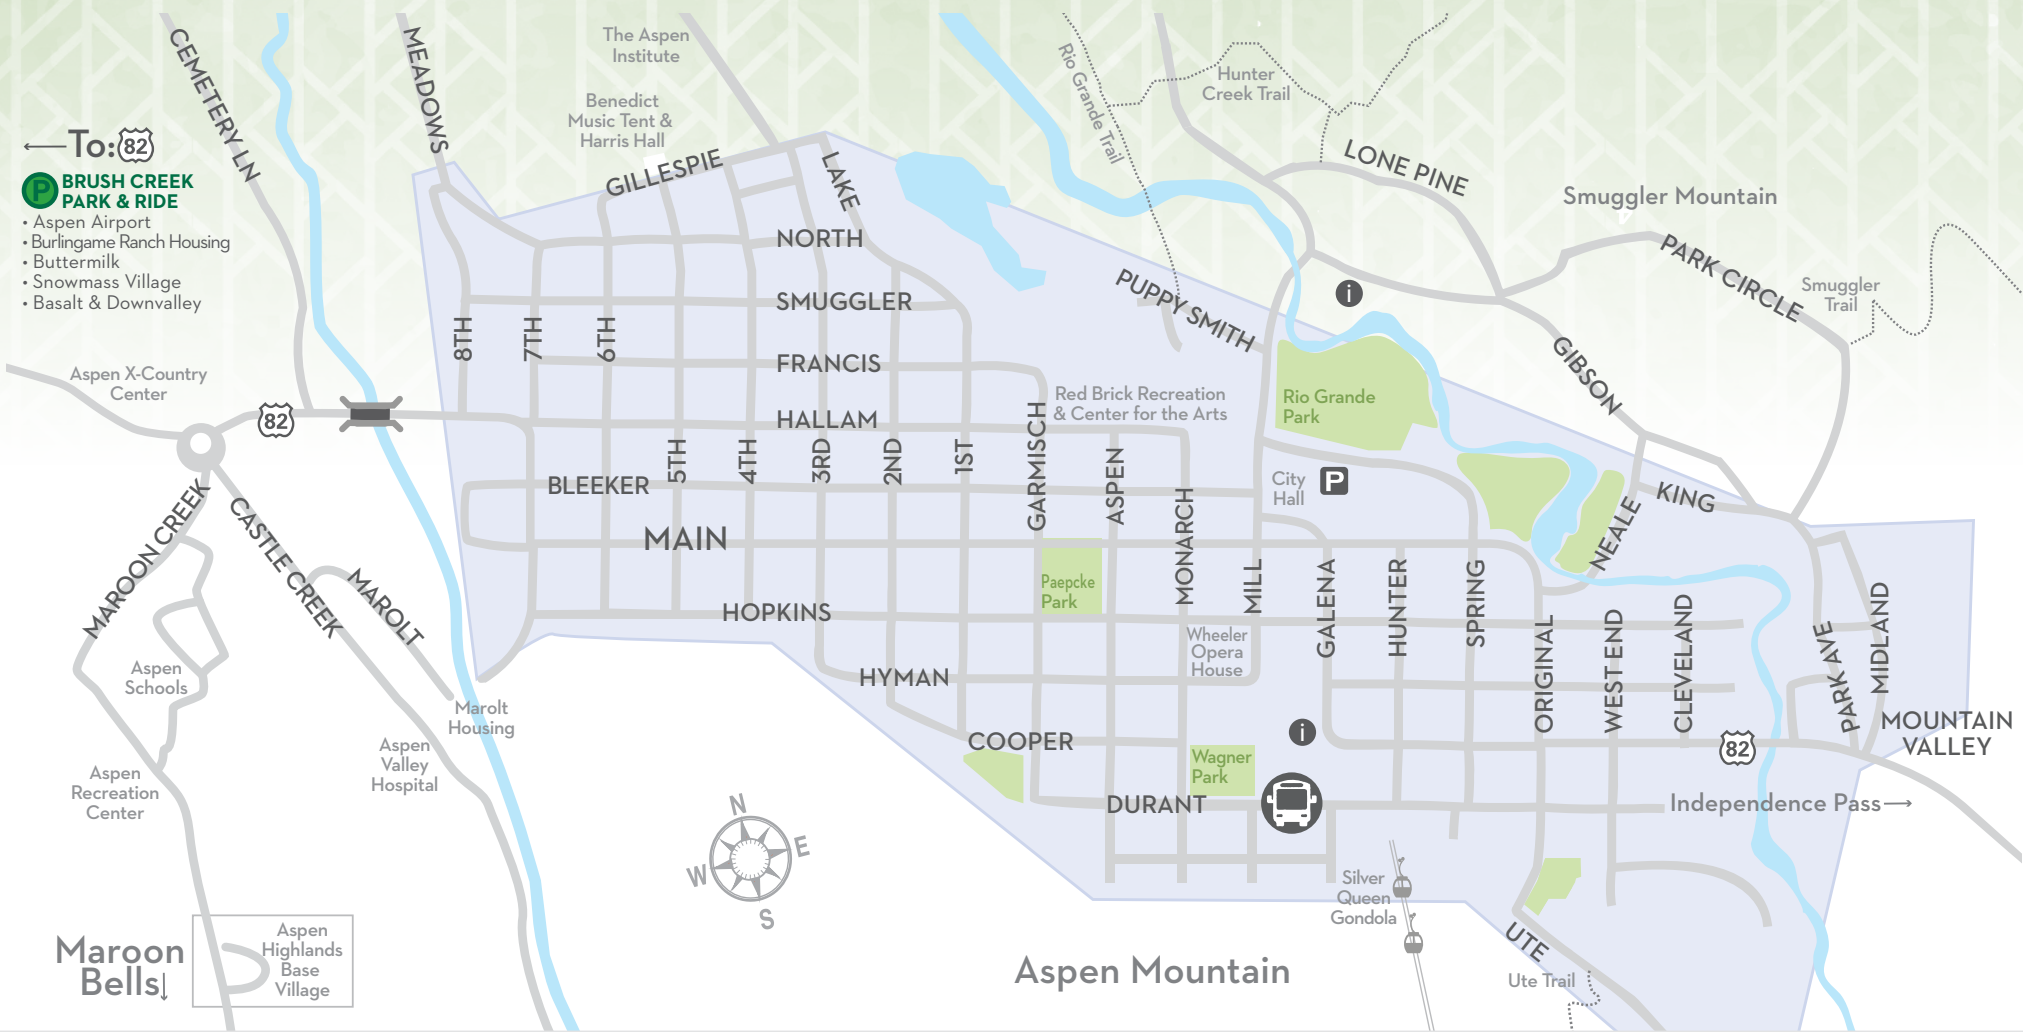 CEMETERY LN
MEADOWS
The Aspen
Institute
Benedict
Music Tent &
Harris Hall
GILLESPIE
LAKE
Rio Grande Trail
Hunter
Creek Trail
LONE PINE
Smuggler Mountain
PARK CIRCLE
Smuggler
Trail
←To: 82
P BRUSH CREEK
PARK & RIDE
• Aspen Airport
• Burlingame Ranch Housing
• Buttermilk
• Snowmass Village
• Basalt & Downvalley
NORTH
SMUGGLER
FRANCIS
HALLAM
PUPPY SMITH
i
GIBSON
8TH
7TH
6TH
Aspen X-Country
Center
82
Red Brick Recreation
& Center for the Arts
Rio Grande
Park
5TH
4TH
3RD
2ND
1ST
GARMISCH
ASPEN
MONARCH
City
Hall
P
BLEEKER
MAIN
KING
NEALE
MAROON CREEK
CASTLE CREEK
MAROLT
Paepcke
Park
HOPKINS
MILL
GALENA
HUNTER
SPRING
ORIGINAL
WEST END
CLEVELAND
PARK AVE
MIDLAND
Wheeler
Opera
House
HYMAN
Aspen
Schools
Marolt
Housing
Aspen
Valley
Hospital
COOPER
i
82
MOUNTAIN
VALLEY
Wagner
Park
DURANT
Independence Pass→
Aspen
Recreation
Center
N
E
W
S
Silver
Queen
Gondola
UTE
Ute Trail
Aspen Mountain
Maroon
Bells↓
Aspen
Highlands
Base
Village